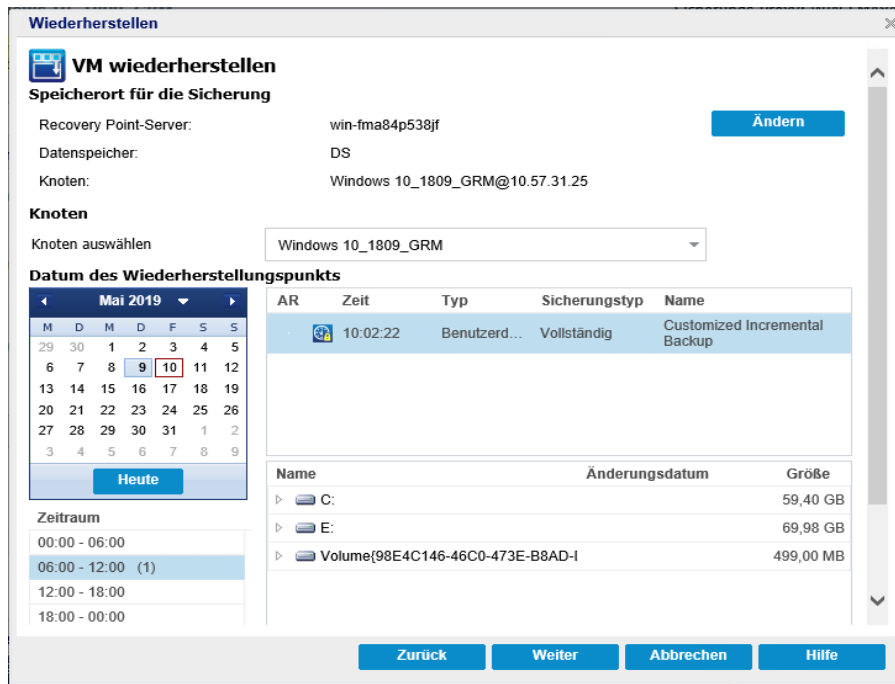 Wiederherstellen
VM wiederherstellen
Speicherort für die Sicherung
Recovery Point-Server: win-fma84p538jf Ändern
Datenspeicher: DS
Knoten: Windows 10_1809_GRM@10.57.31.25
Knoten
Knoten auswählen Windows 10_1809_GRM
Datum des Wiederherstellungspunkts
Mai 2019
M D M D F S S
29 30 1 2 3 4 5
6 7 8 9 10 11 12
13 14 15 16 17 18 19
20 21 22 23 24 25 26
27 28 29 30 31 1 2
3 4 5 6 7 8 9
Heute
Zeitraum
00:00 - 06:00
06:00 - 12:00 (1)
12:00 - 18:00
18:00 - 00:00
AR Zeit Typ Sicherungstyp Name
10:02:22 Benutzerd... Vollständig Customized Incremental
Backup
Name Änderungsdatum Größe
C: 59,40 GB
E: 69,98 GB
Volume{98E4C146-46C0-473E-B8AD- 499,00 MB
Zurück Weiter Abbrechen Hilfe